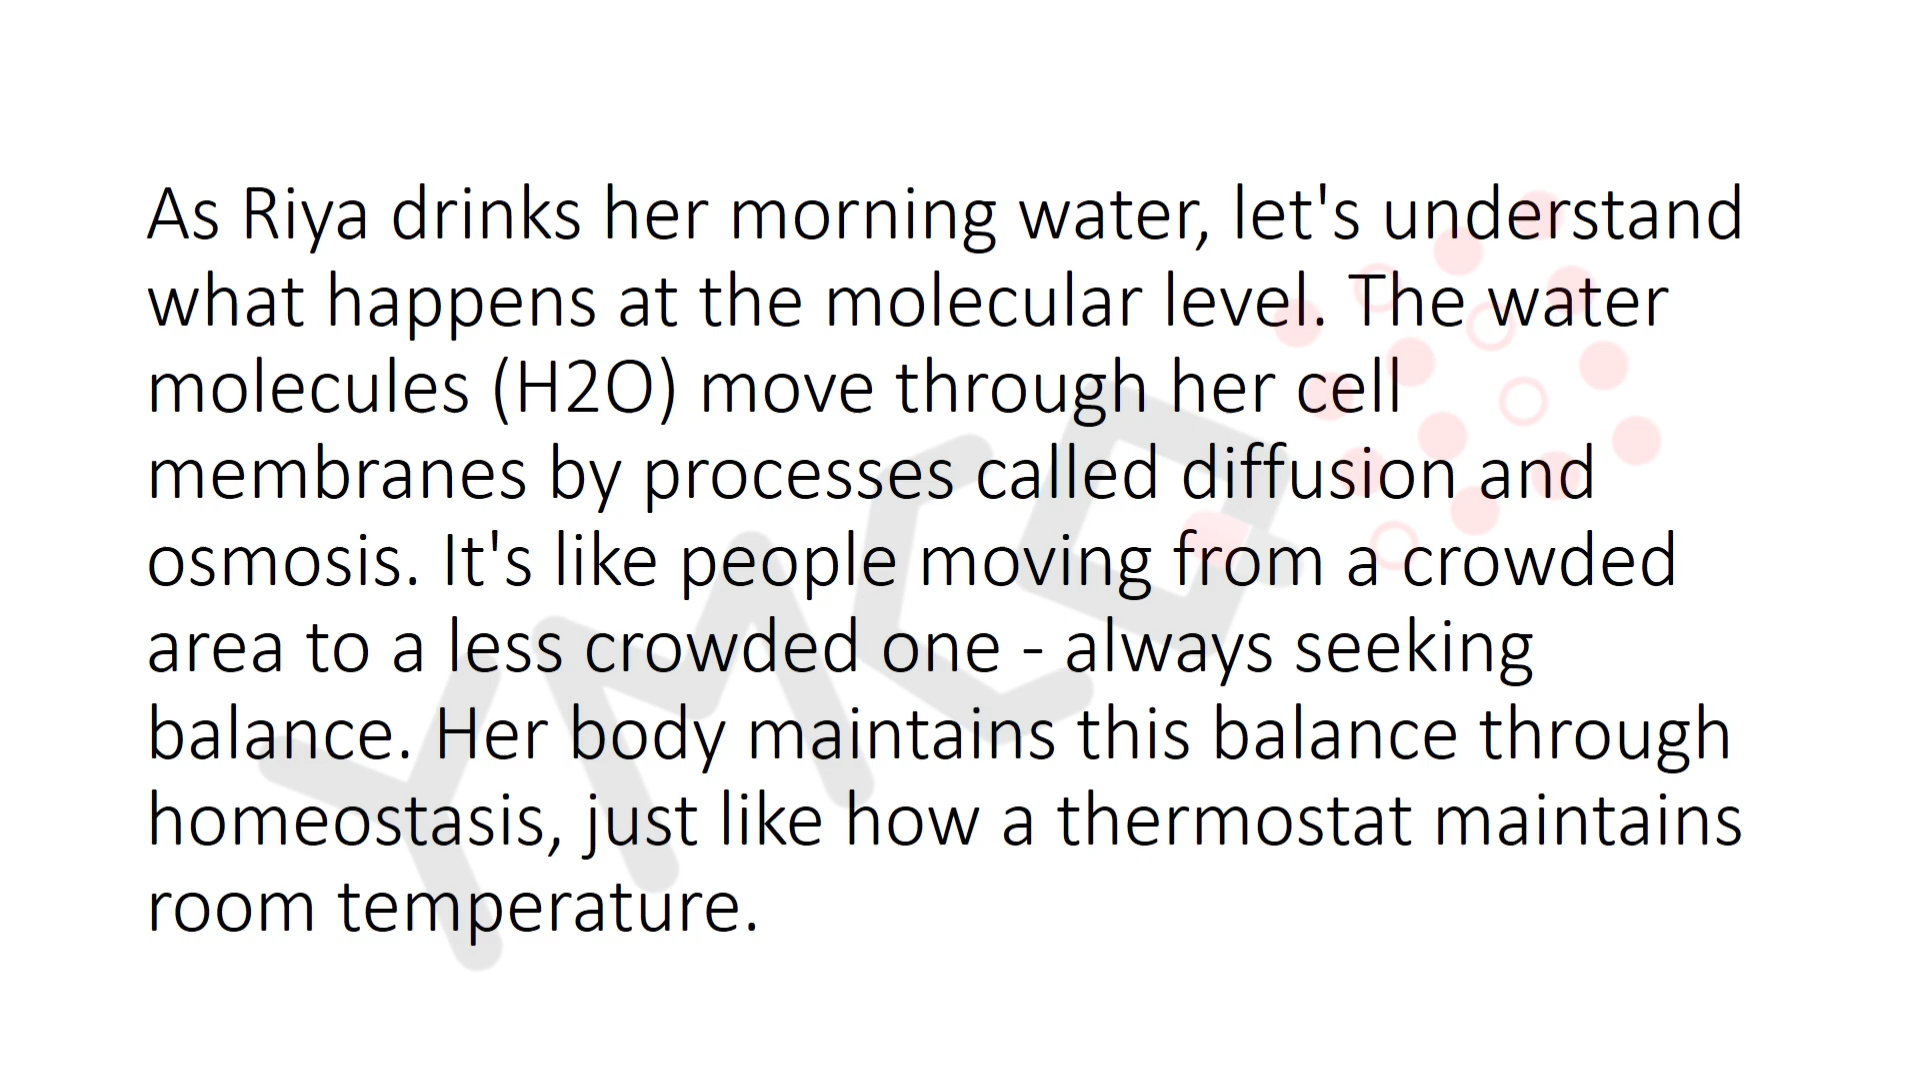 As Riya drinks her morning water, let's understand
what happens at the molecular level. The water
molecules (H2O) move through her cell
membranes by processes called diffusion and
osmosis. It's like people moving from a crowded
area to a less crowded one - always seeking
balance. Her body maintains this balance through
homeostasis, just like how a thermostat maintains
room temperature.
YMCO